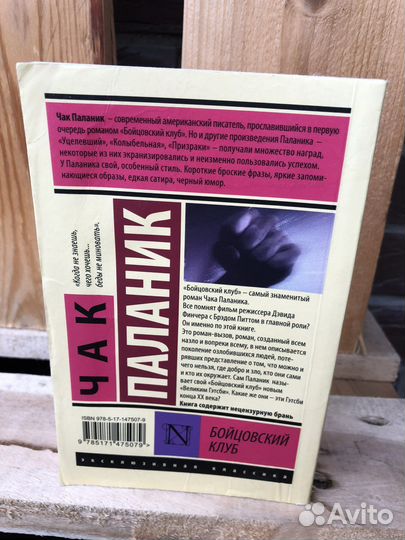 Чак Паланик – современный американский писатель, прославившийся в первую
очередь романом «Бойцовский клуб». Но и другие произведения Паланика –
«Уцелевший», «Колыбельная», «Призраки» – получали множество наград,
некоторые из них экранизировались и неизменно пользовались успехом.
У Паланика свой, особенный стиль. Короткие броские фразы, яркие запоми-
нающиеся образы, едкая сатира, черный юмор.
«Когда не знаешь,
чего хочешь...
беды не миновать».
ЧАК
ПАЛАНИК
«Бойцовский клуб» – самый знаменитый
роман Чака Паланика.
Все помнят фильм режиссера Дэвида
Финчера с Брэдом Питтом в главной роли?
Он именно по этой книге.
Это роман-вызов, роман, созданный всем
назло и вопреки всему, в нем описывается
поколение озлобившихся людей, поте-
рявших представление о том, что можно и
чего нельзя, где добро и зло, кто они сами
и кто их окружает. Сам Паланик назы-
вает свой «Бойцовский клуб» новым
«Великим Гэтсби». Какие же они – эти Гэтсби
конца XX века?
Книга содержит нецензурную брань
ISBN 978-5-17-147507-9
9 785171 475079 >
N
БОЙЦОВСКИЙ
КЛУБ
эксклюзивная классика
Avito